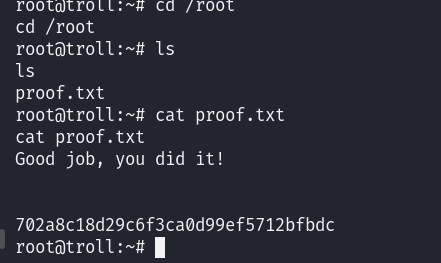 root@troll:~# cd /root
cd /root
root@troll:~# ls
ls
proof.txt
root@troll:~# cat proof.txt
cat proof.txt
Good job, you did it!
702a8c18d29c6f3ca0d99ef5712bfbdc
root@troll:~#